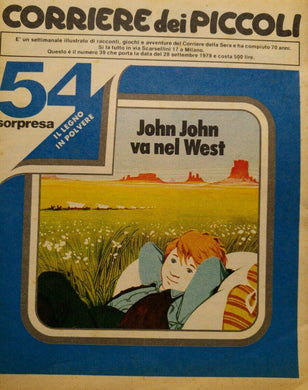 CORRIERE dei PICCOLI
E' un settimanale illustrato di racconti, giochi e avventure del Corriere della Sera e ha compiuto 70 anni.
Si fa tutto in via Scarsellini 17 a Milano.
Questo è il numero 39 che porta la data del 28 settembre 1978 e costa 500 lire.
54
sorpresa
IL LEGNO
IN POLVERE
John John
va nel West